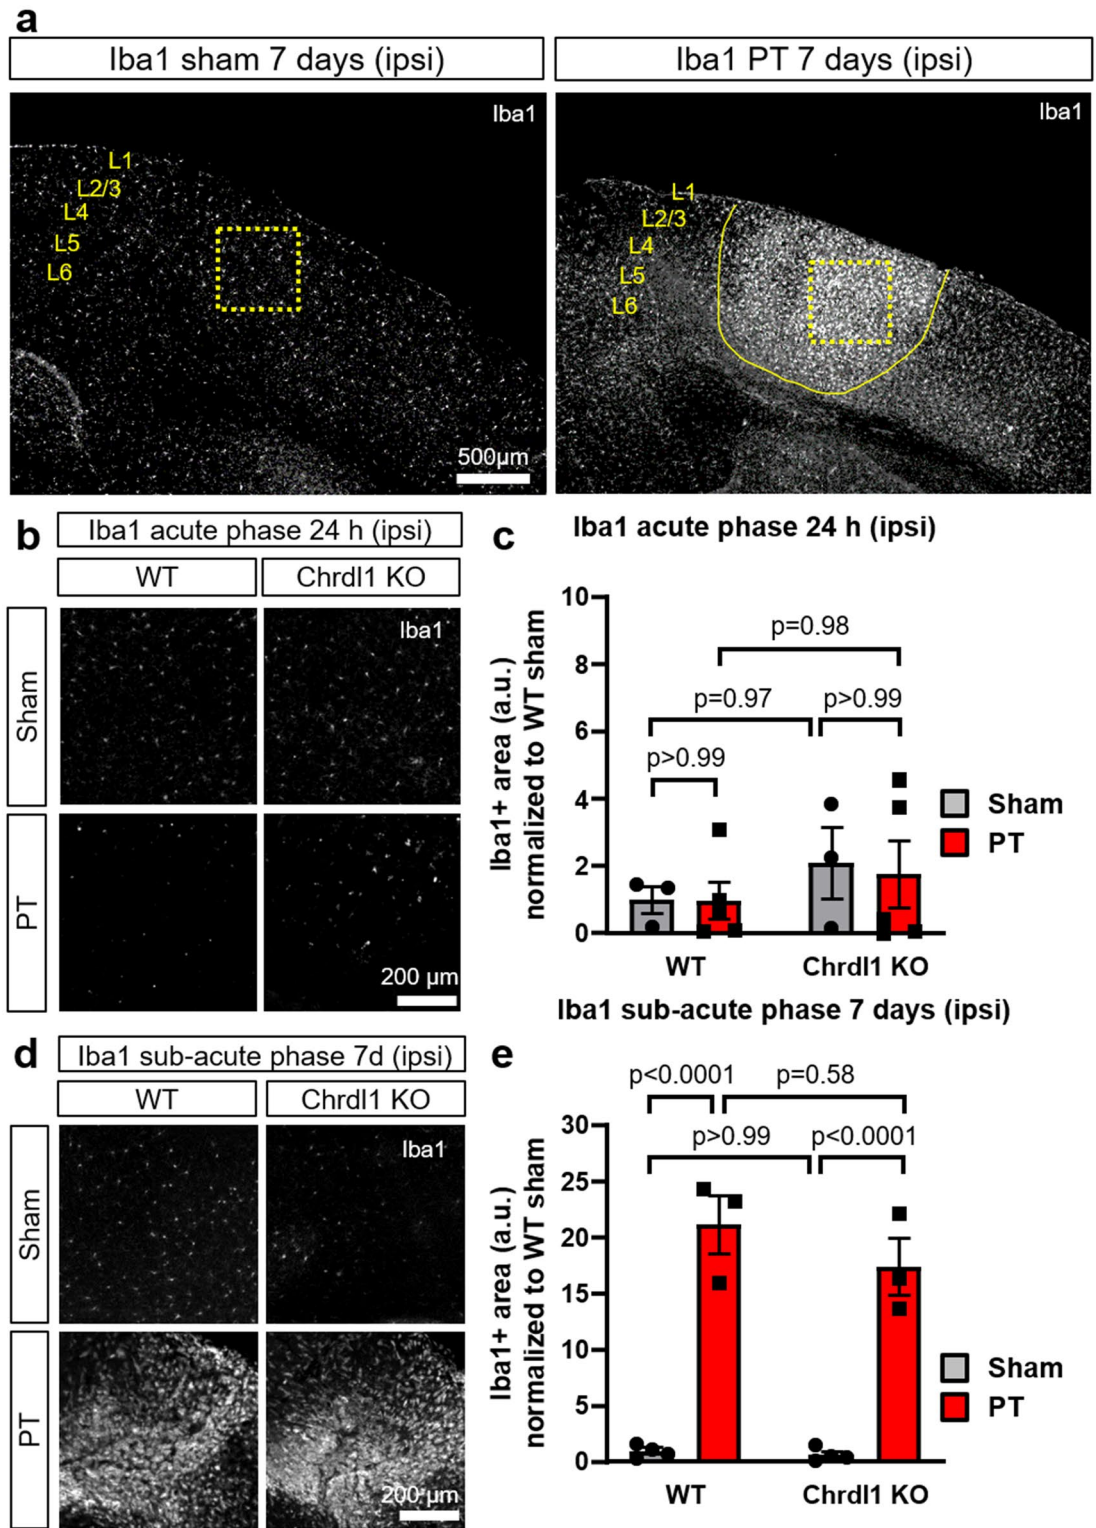 a
Iba1 sham 7 days (ipsi)
Iba1 PT 7 days (ipsi)
Iba1
Iba1
L1
L2/3
L4
L5
L6
L1
L2/3
L4
L5
L6
500µm
b
Iba1 acute phase 24 h (ipsi)
WT
Chrdl1 KO
Sham
Iba1
PT
200 µm
c
Iba1 acute phase 24 h (ipsi)
Iba1+ area (a.u.)
normalized to WT sham
10
8
6
4
2
0
p=0.98
p=0.97
p>0.99
p>0.99
WT
Chrdl1 KO
Sham
PT
d
Iba1 sub-acute phase 7d (ipsi)
WT
Chrdl1 KO
Sham
Iba1
PT
200 µm
Iba1 sub-acute phase 7 days (ipsi)
e
Iba1+ area (a.u.)
normalized to WT sham
30
25
20
15
10
5
0
p<0.0001
p=0.58
p>0.99
p<0.0001
WT
Chrdl1 KO
Sham
PT